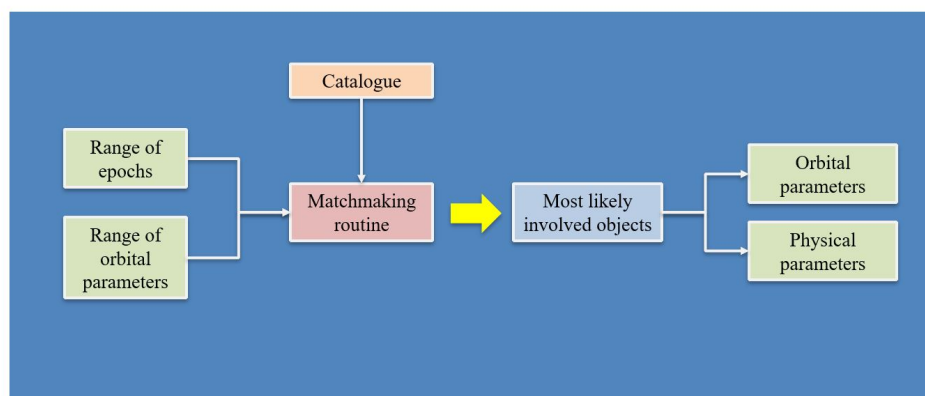 Catalogue
Range of
epochs
Range of
orbital
parameters
Matchmaking
routine
Most likely
involved objects
Orbital
parameters
Physical
parameters